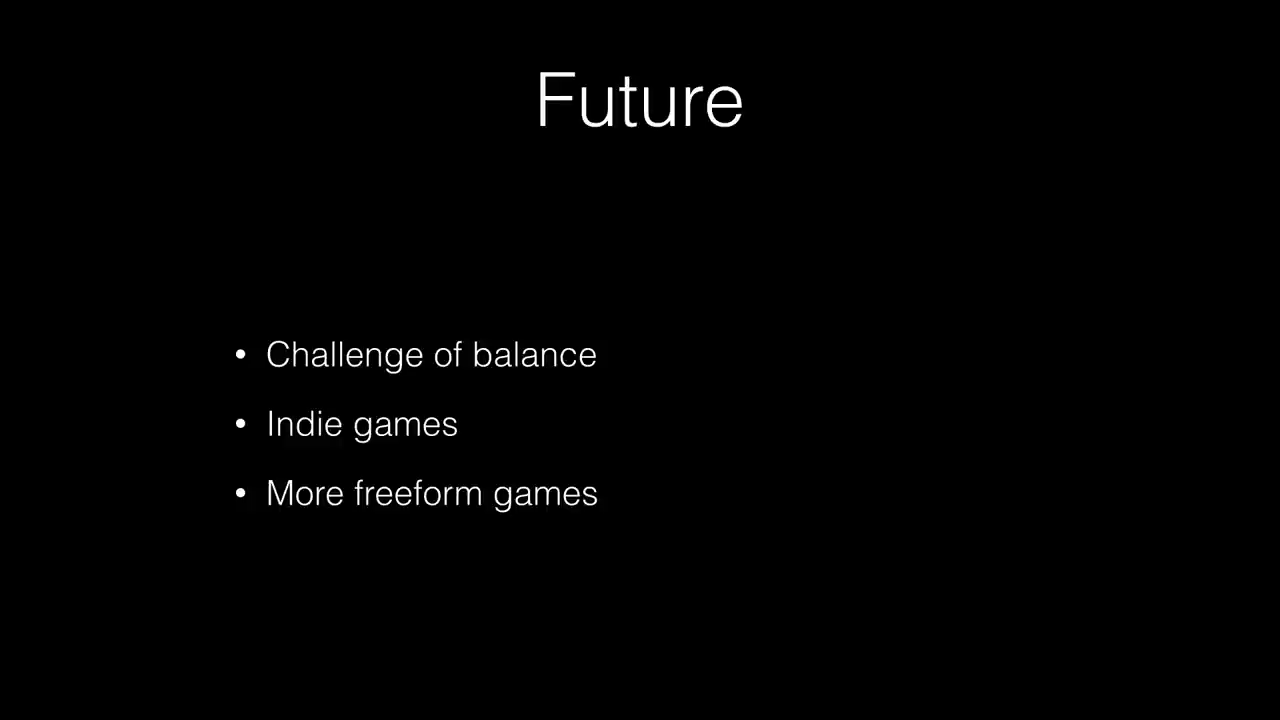 Future
• Challenge of balance
• Indie games
• More freeform games